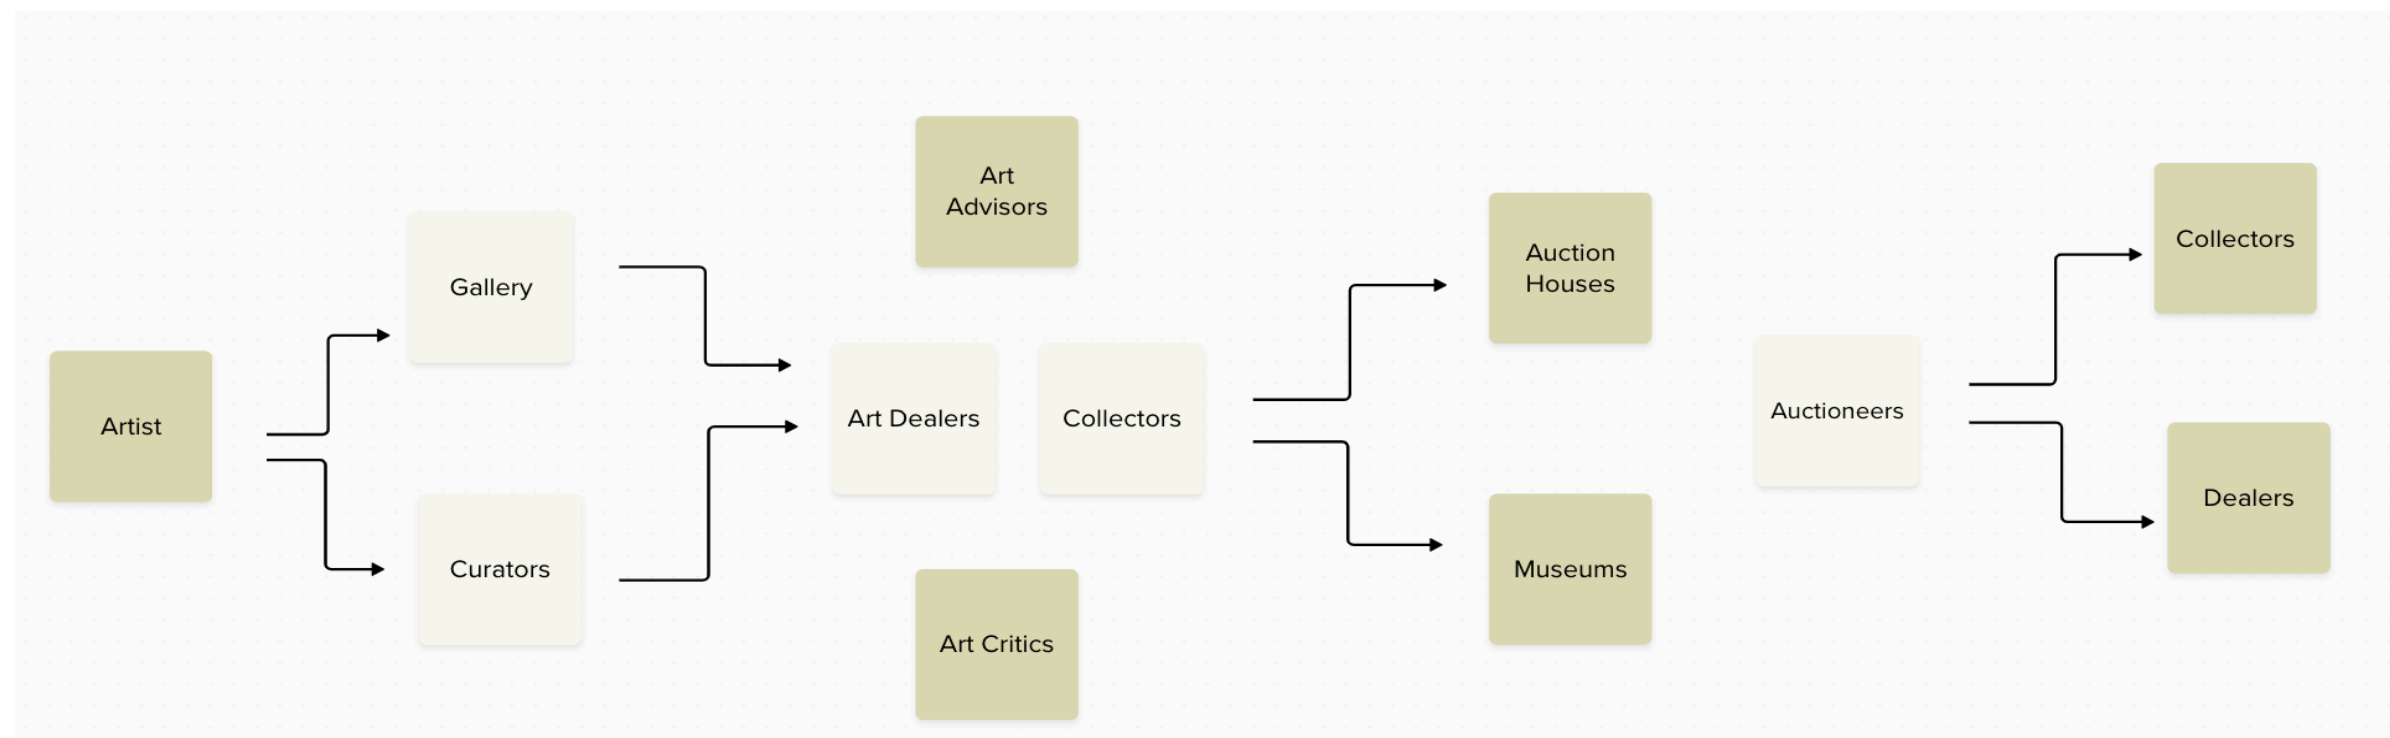 Artist
Gallery
Curators
Art
Advisors
Art Dealers
Collectors
Art Critics
Auction
Houses
Museums
Auctioneers
Collectors
Dealers